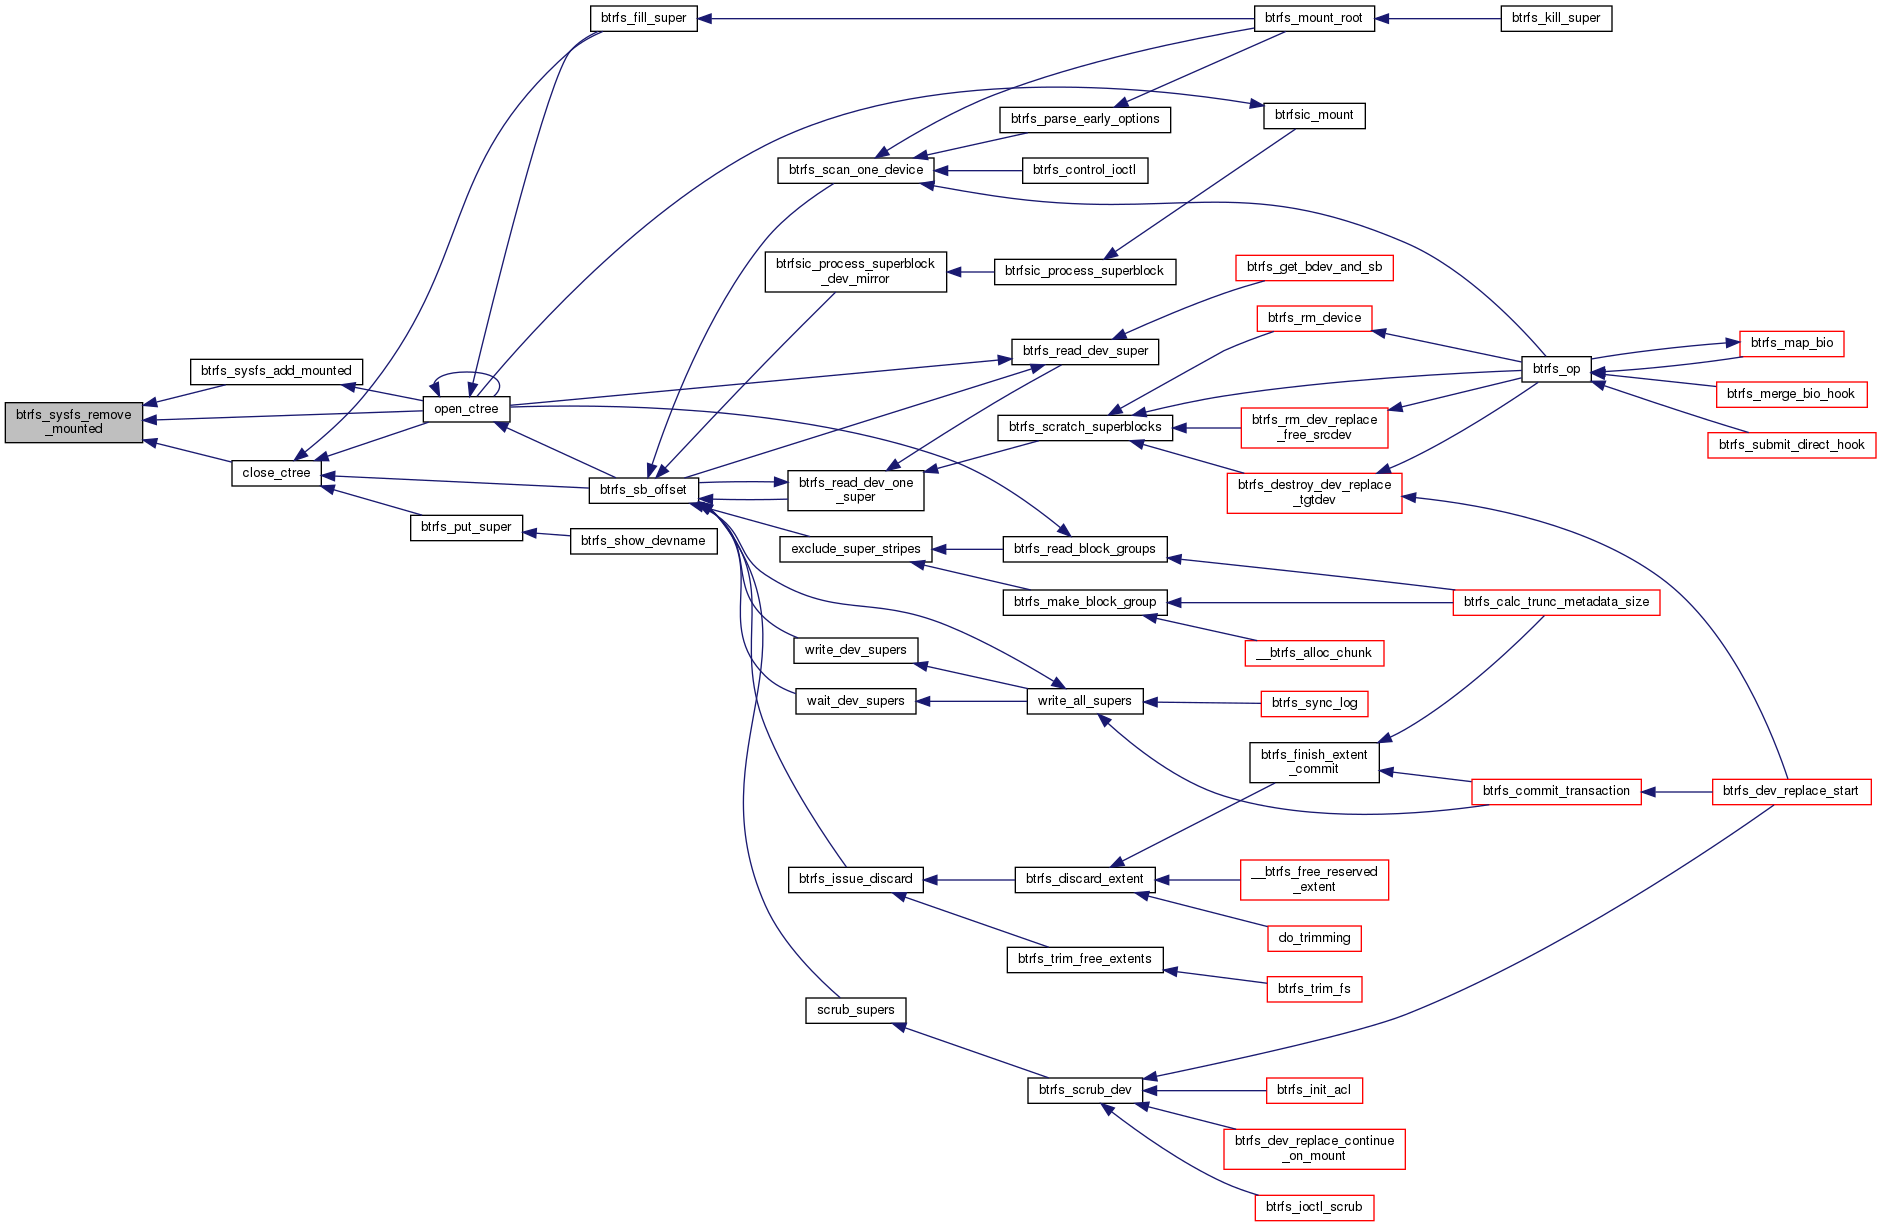 btrfs_fill_super
btrfs_mount_root
btrfs_kill_super
btrfs_parse_early_options
btrfsic_mount
btrfs_scan_one_device
btrfs_control_ioctl
btrfsic_process_superblock
_dev_mirror
btrfsic_process_superblock
btrfs_get_bdev_and_sb
btrfs_rm_device
btrfs_read_dev_super
btrfs_map_bio
btrfs_op
btrfs_sysfs_add_mounted
btrfs_merge_bio_hook
open_ctree
btrfs_sysfs_remove
_mounted
btrfs_scratch_superblocks
btrfs_rm_dev_replace
_free_srcdev
btrfs_submit_direct_hook
close_ctree
btrfs_sb_offset
btrfs_read_dev_one
_super
btrfs_destroy_dev_replace
_tgtdev
btrfs_put_super
btrfs_show_devname
exclude_super_stripes
btrfs_read_block_groups
btrfs_make_block_group
btrfs_calc_trunc_metadata_size
write_dev_supers
__btrfs_alloc_chunk
wait_dev_supers
write_all_supers
btrfs_sync_log
btrfs_finish_extent
_commit
btrfs_commit_transaction
btrfs_dev_replace_start
btrfs_issue_discard
btrfs_discard_extent
__btrfs_free_reserved
_extent
do_trimming
btrfs_trim_free_extents
btrfs_trim_fs
scrub_supers
btrfs_scrub_dev
btrfs_init_acl
btrfs_dev_replace_continue
_on_mount
btrfs_ioctl_scrub